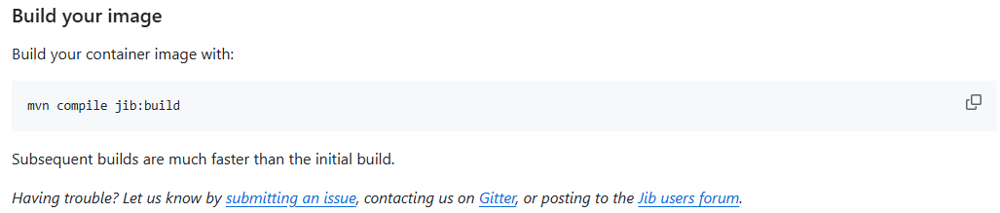 Build your image
Build your container image with:
mvn compile jib:build
Subsequent builds are much faster than the initial build.
Having trouble? Let us know by submitting an issue, contacting us on Gitter, or posting to the Jib users forum.